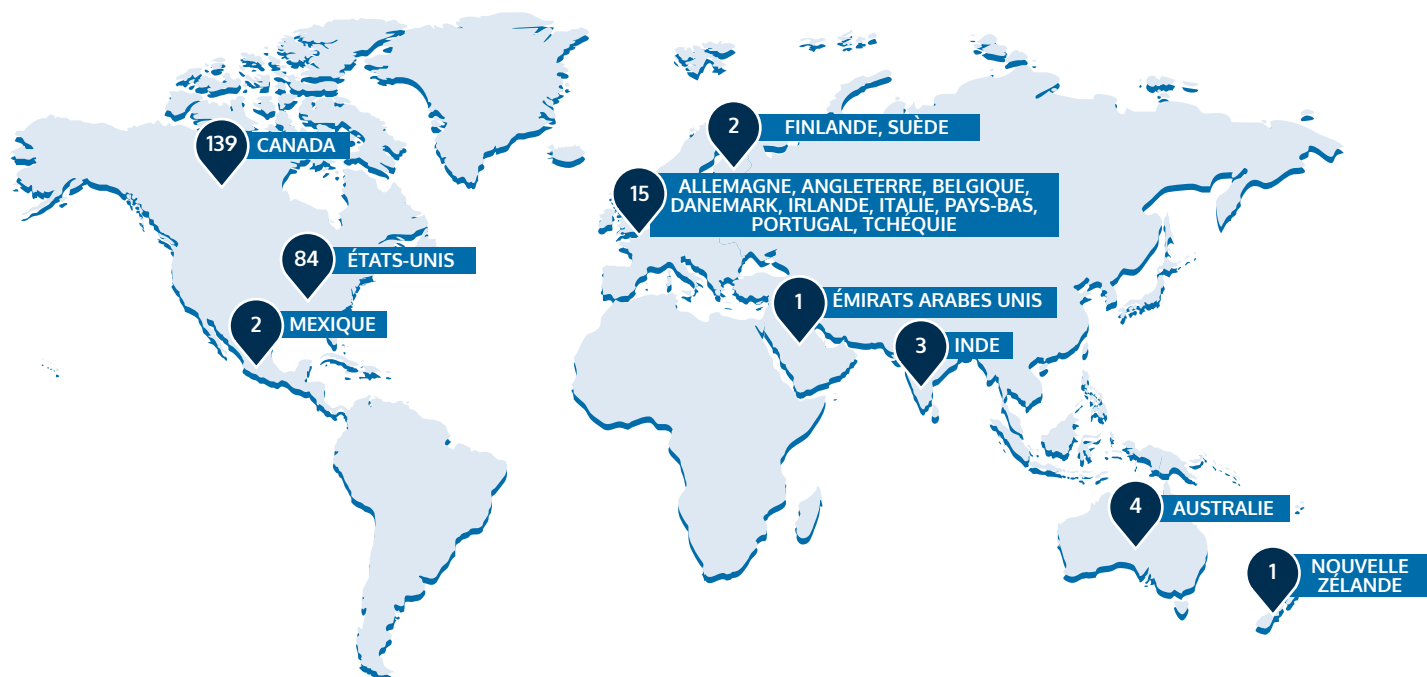 139 CANADA
2 FINLANDE, SUÈDE
15 ALLEMAGNE, ANGLETERRE, BELGIQUE,
DANEMARK, IRLANDE, ITALIE, PAYS-BAS,
PORTUGAL, TCHÉQUIE
84 ÉTATS-UNIS
1 ÉMIRATS ARABES UNIS
2 MEXIQUE
3 INDE
4 AUSTRALIE
1 NOUVELLE
ZÉLANDE